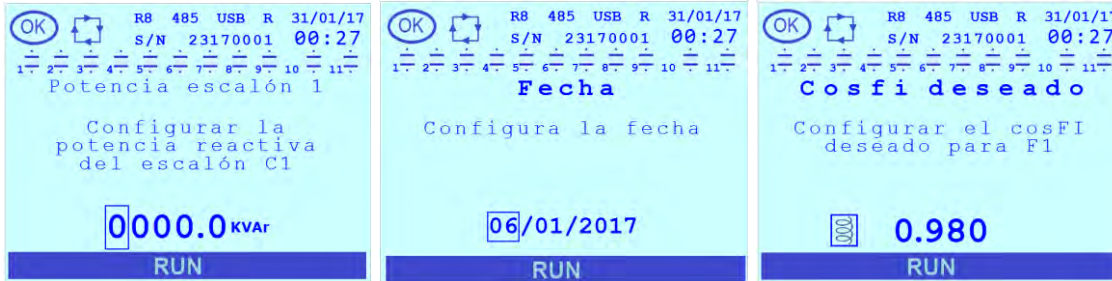 OK R8 485 USB R 31/01/17
S/N 23170001 00:27
1 2 3 4 5 6 7 8 9 10 11
Potencia escalón 1
Configurar la
potencia reactiva
del escalón C1
0000.0 KVAr
RUN
OK R8 485 USB R 31/01/17
S/N 23170001 00:27
1 2 3 4 5 6 7 8 9 10 11
Fecha
Configura la fecha
06/01/2017
RUN
OK R8 485 USB R 31/01/17
S/N 23170001 00:27
1 2 3 4 5 6 7 8 9 10 11
Cosfi deseado
Configurar el cosFI
deseado para F1
0.980
RUN